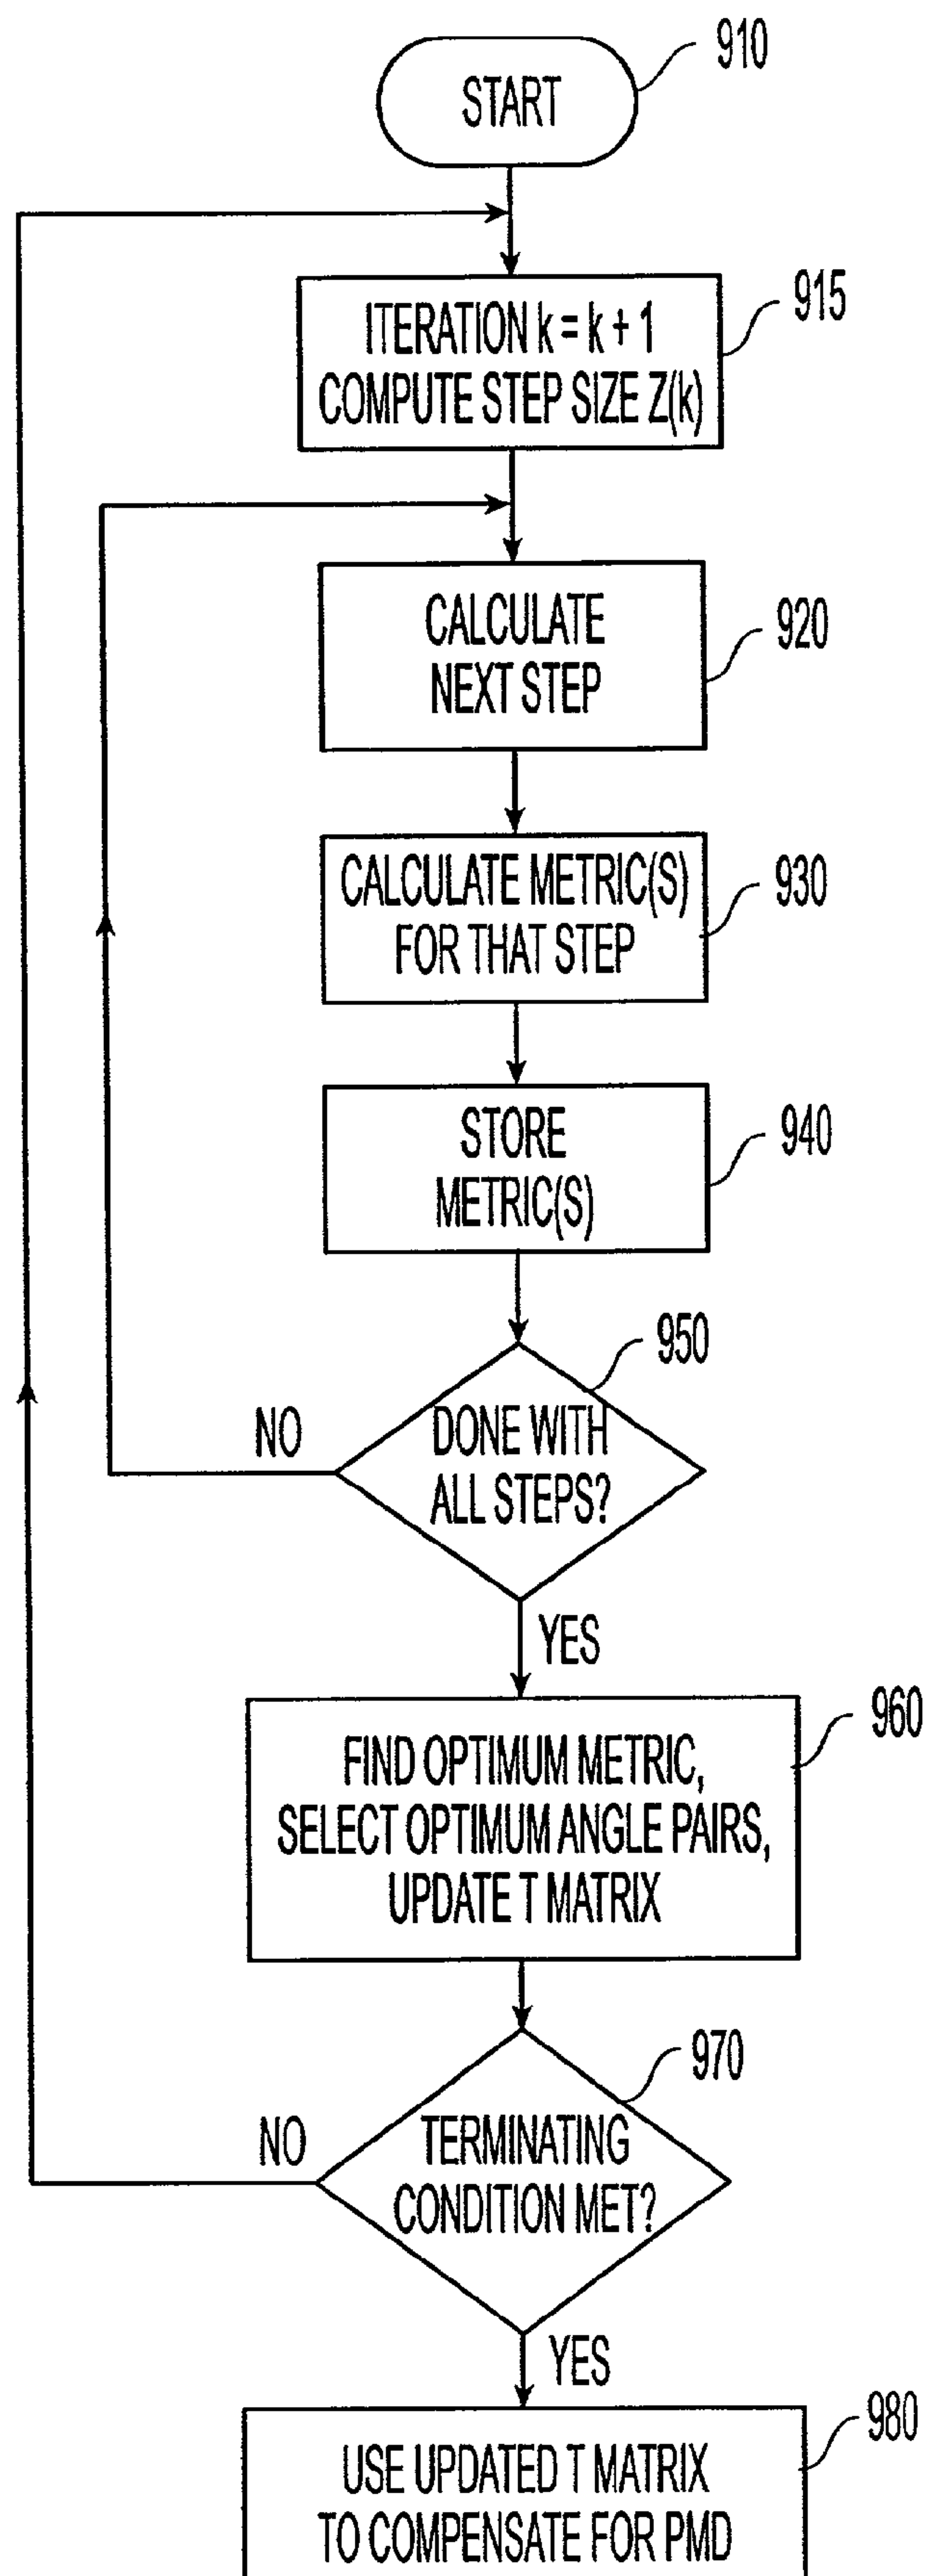 910
START
915
ITERATION k = k + 1
COMPUTE STEP SIZE Z(k)
920
CALCULATE
NEXT STEP
930
CALCULATE METRIC(S)
FOR THAT STEP
940
STORE
METRIC(S)
950
NO
DONE WITH
ALL STEPS?
YES
960
FIND OPTIMUM METRIC,
SELECT OPTIMUM ANGLE PAIRS,
UPDATE T MATRIX
970
NO
TERMINATING
CONDITION MET?
YES
980
USE UPDATED T MATRIX
TO COMPENSATE FOR PMD